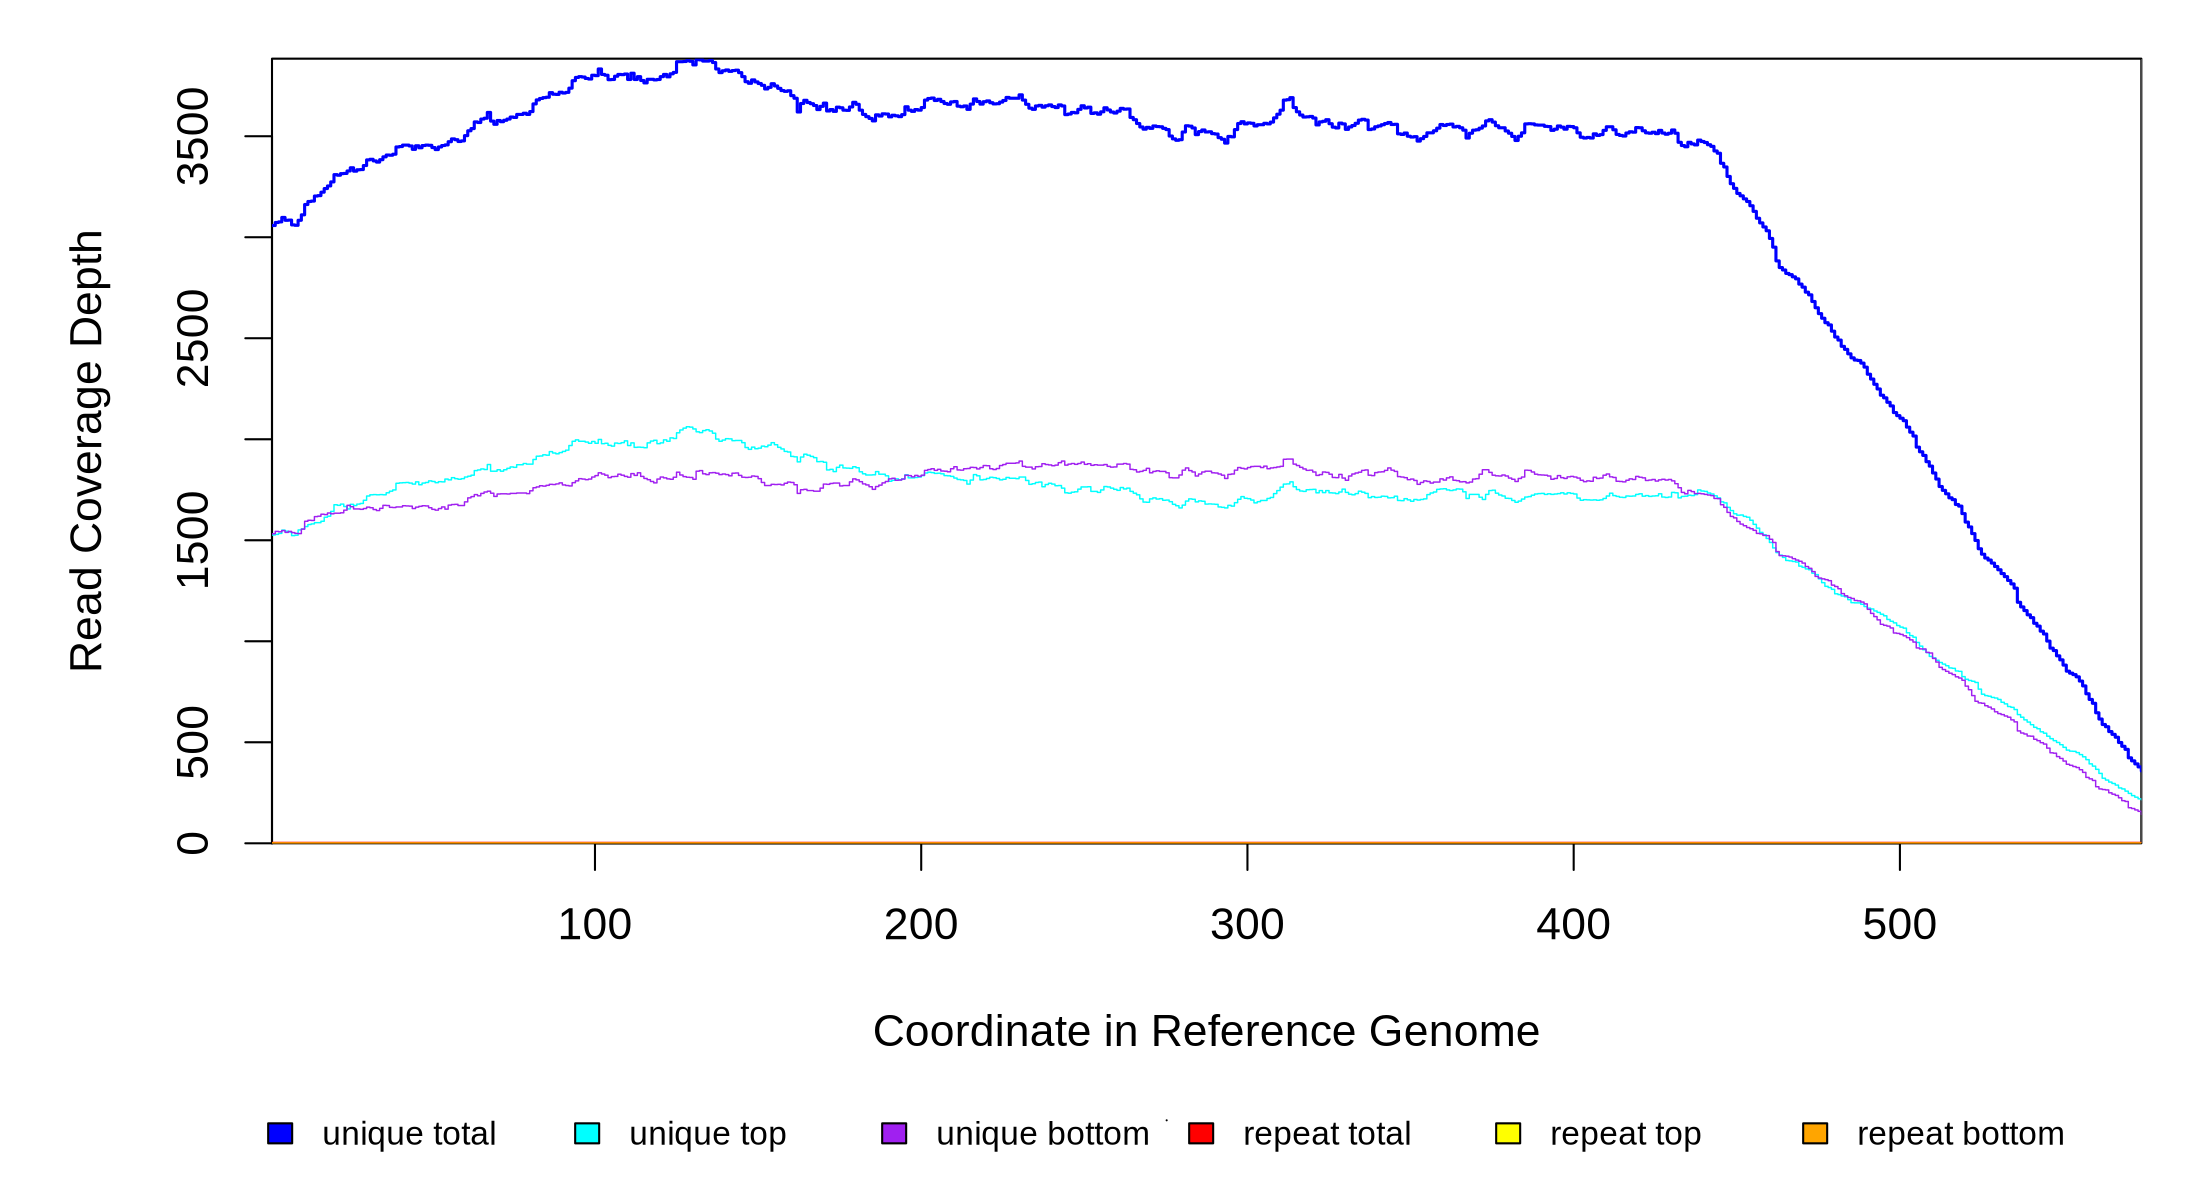 Read Coverage Depth
3500
2500
1500
500
0
100 200 300 400 500
Coordinate in Reference Genome
unique total unique top unique bottom repeat total repeat top repeat bottom